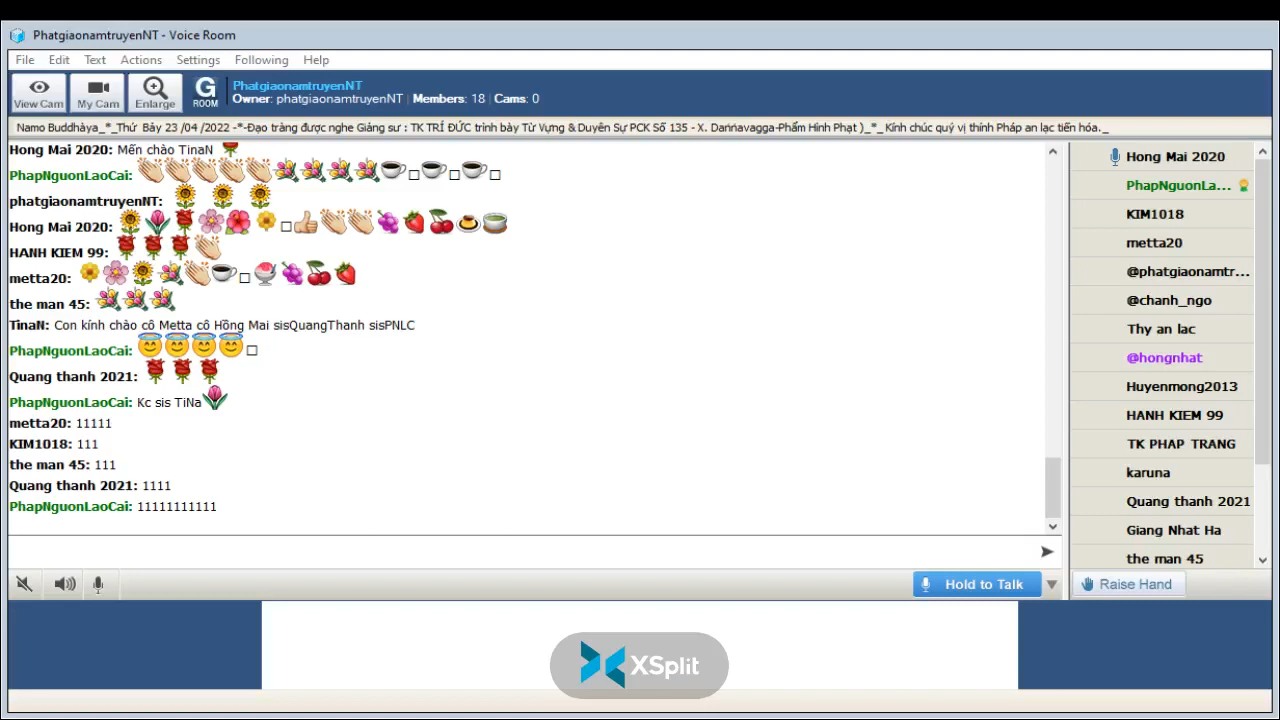 PhatgiaonamtruyenNT - Voice Room
File Edit Text Actions Settings Following Help
View Cam My Cam Enlarge G ROOM
PhatgiaonamtruyenNT
Owner: phatgiaonamtruyenNT | Members: 18 | Cams: 0
Namo Buddhàya_*_Thứ Bảy 23 /04 /2022 -*-Đạo tràng được nghe Giảng sư : TK TRÍ ĐỨC trình bày Từ Vựng & Duyên Sự PCK Số 135 - X. Daṇṇavagga-Phẩm Hình Phạt )_*_ Kính chúc quý vị thính Pháp an lạc tiến hóa._
Hong Mai 2020: Mến chào TinaN
PhapNguonLaoCai:
phatgiaonamtruyenNT:
Hong Mai 2020:
HANH KIEM 99:
metta20:
the man 45:
TinaN: Con kính chào cô Metta cô Hồng Mai sisQuangThanh sisPNLC
PhapNguonLaoCai:
Quang thanh 2021:
PhapNguonLaoCai: Kc sis TiNa
metta20: 11111
KIM1018: 111
the man 45: 111
Quang thanh 2021: 1111
PhapNguonLaoCai: 11111111111
Hong Mai 2020
PhapNguonLa...
KIM1018
metta20
@phatgiaonamtr...
@chanh_ngo
Thy an lac
@hongnhat
Huyenmong2013
HANH KIEM 99
TK PHAP TRANG
karuna
Quang thanh 2021
Giang Nhat Ha
the man 45
Hold to Talk
Raise Hand
XSplit